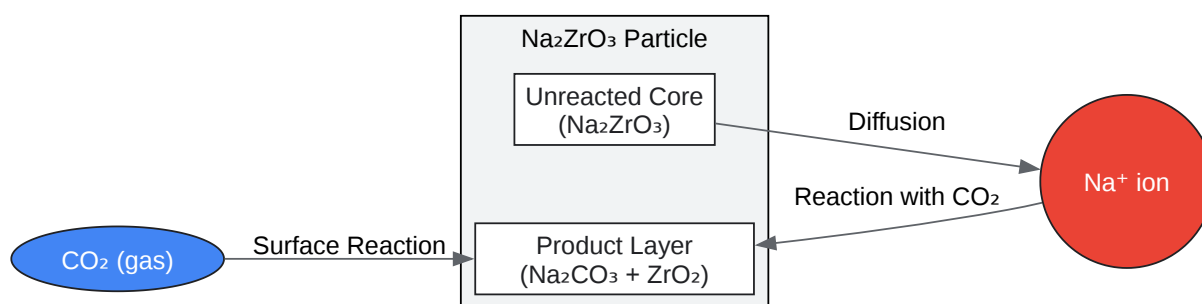 Na₂ZrO₃ Particle
Unreacted Core
(Na₂ZrO₃)
Diffusion
Na⁺ ion
Reaction with CO₂
CO₂ (gas)
Surface Reaction
Product Layer
(Na₂CO₃ + ZrO₂)